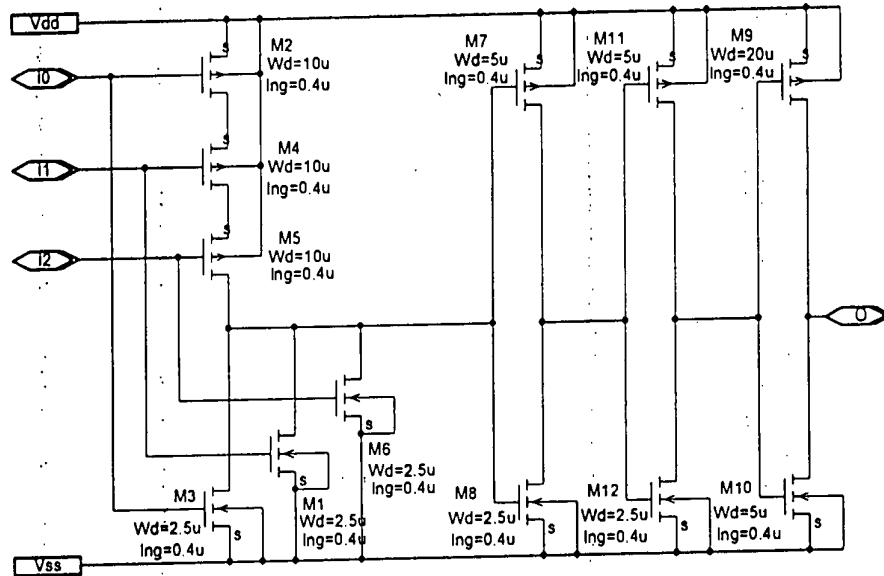 Vdd
I0
I1
I2
s
M2
Wd=10u
lng=0.4u
s
M4
Wd=10u
lng=0.4u
s
M5
Wd=10u
lng=0.4u
M7
Wd=5u
lng=0.4u
s
M11
Wd=5u
lng=0.4u
s
M9
Wd=20u
lng=0.4u
s
O
s
M6
Wd=2.5u
lng=0.4u
s
M1
Wd=2.5u
lng=0.4u
M3
Wd=2.5u
lng=0.4u
s
M8
Wd=2.5u
lng=0.4u
s
M12
Wd=2.5u
lng=0.4u
s
M10
Wd=5u
lng=0.4u
s
Vss